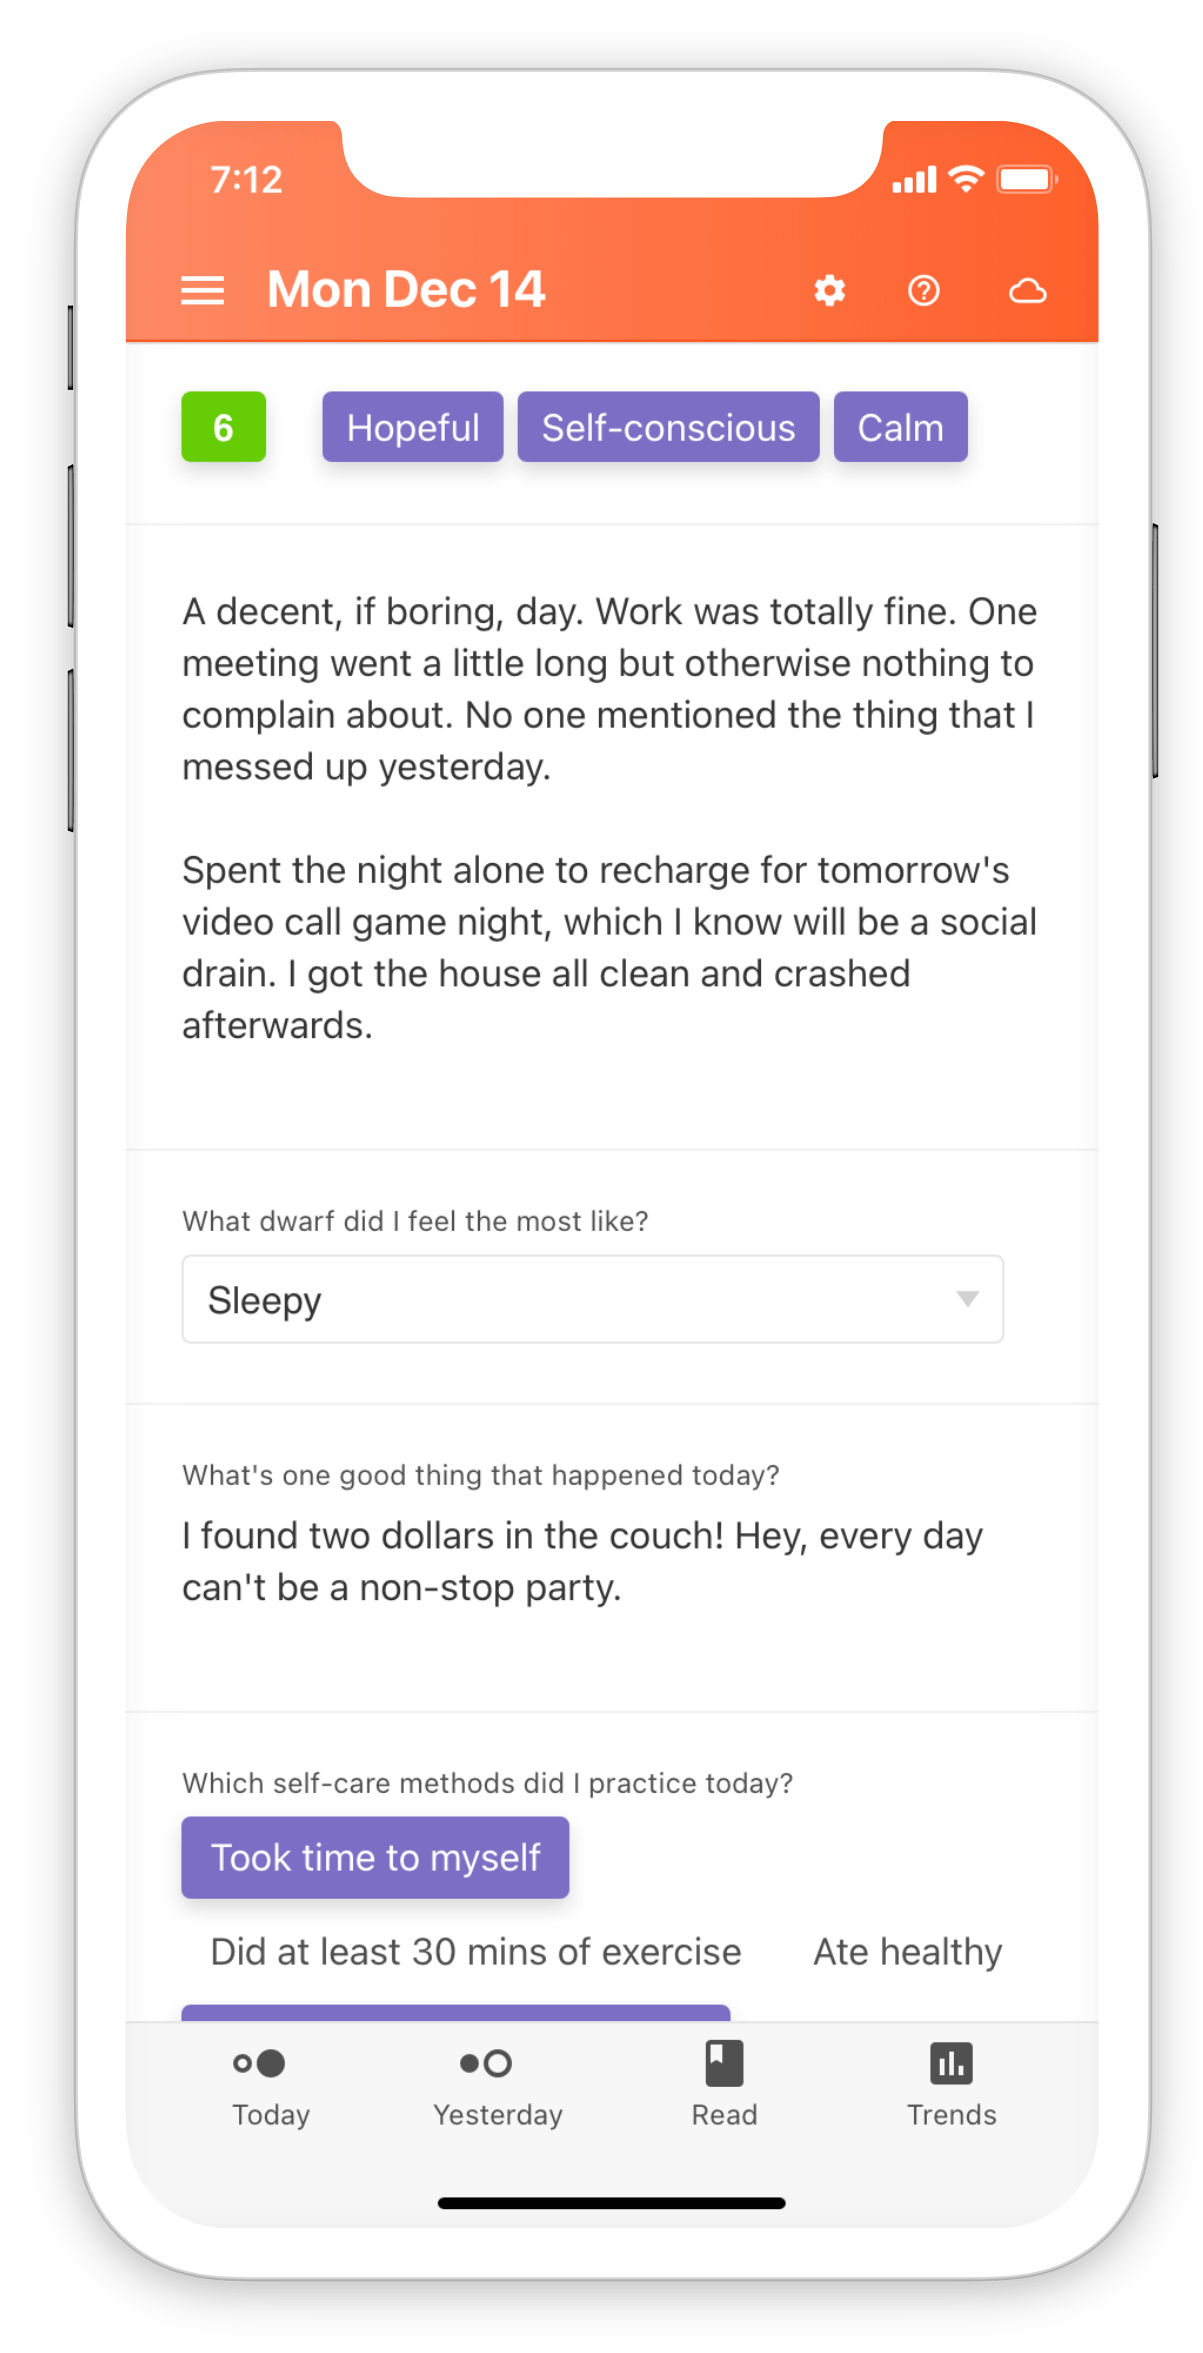 7:12
Mon Dec 14
6 Hopeful Self-conscious Calm
A decent, if boring, day. Work was totally fine. One
meeting went a little long but otherwise nothing to
complain about. No one mentioned the thing that I
messed up yesterday.
Spent the night alone to recharge for tomorrow's
video call game night, which I know will be a social
drain. I got the house all clean and crashed
afterwards.
What dwarf did I feel the most like?
Sleepy
What's one good thing that happened today?
I found two dollars in the couch! Hey, every day
can't be a non-stop party.
Which self-care methods did I practice today?
Took time to myself
Did at least 30 mins of exercise Ate healthy
Today Yesterday Read Trends